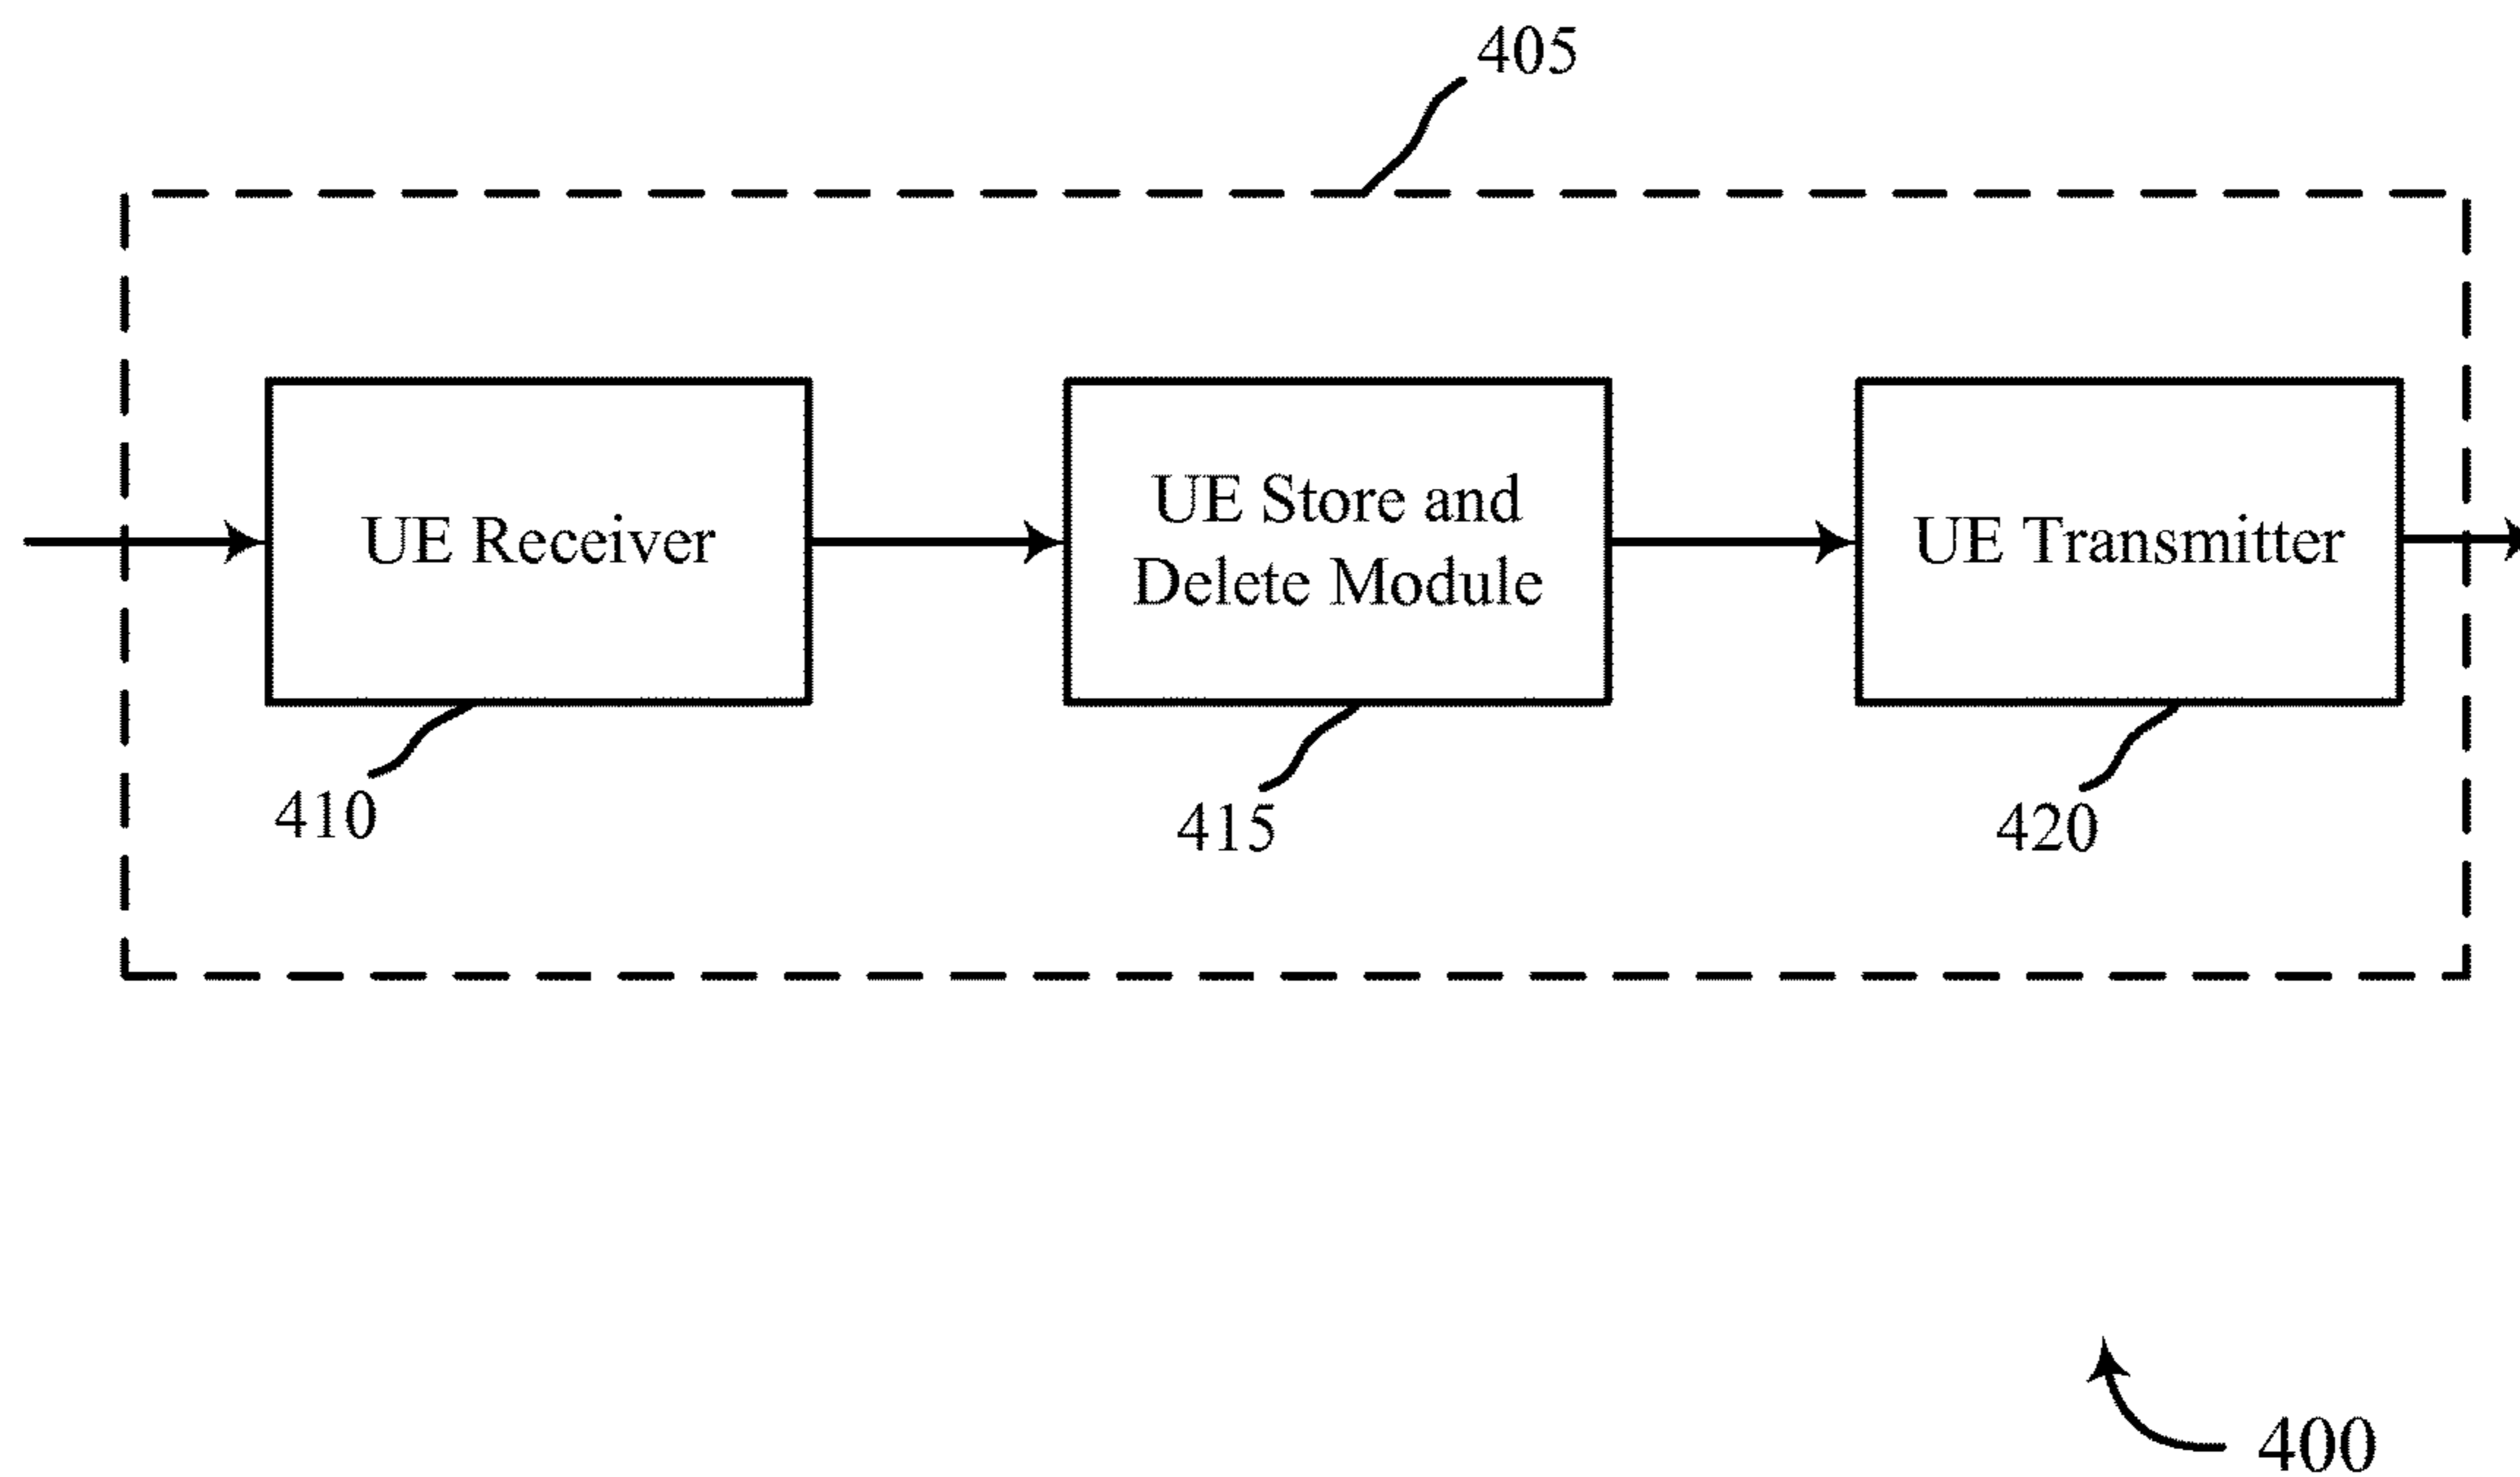 405
UE Receiver
UE Store and
Delete Module
UE Transmitter
410
415
420
400